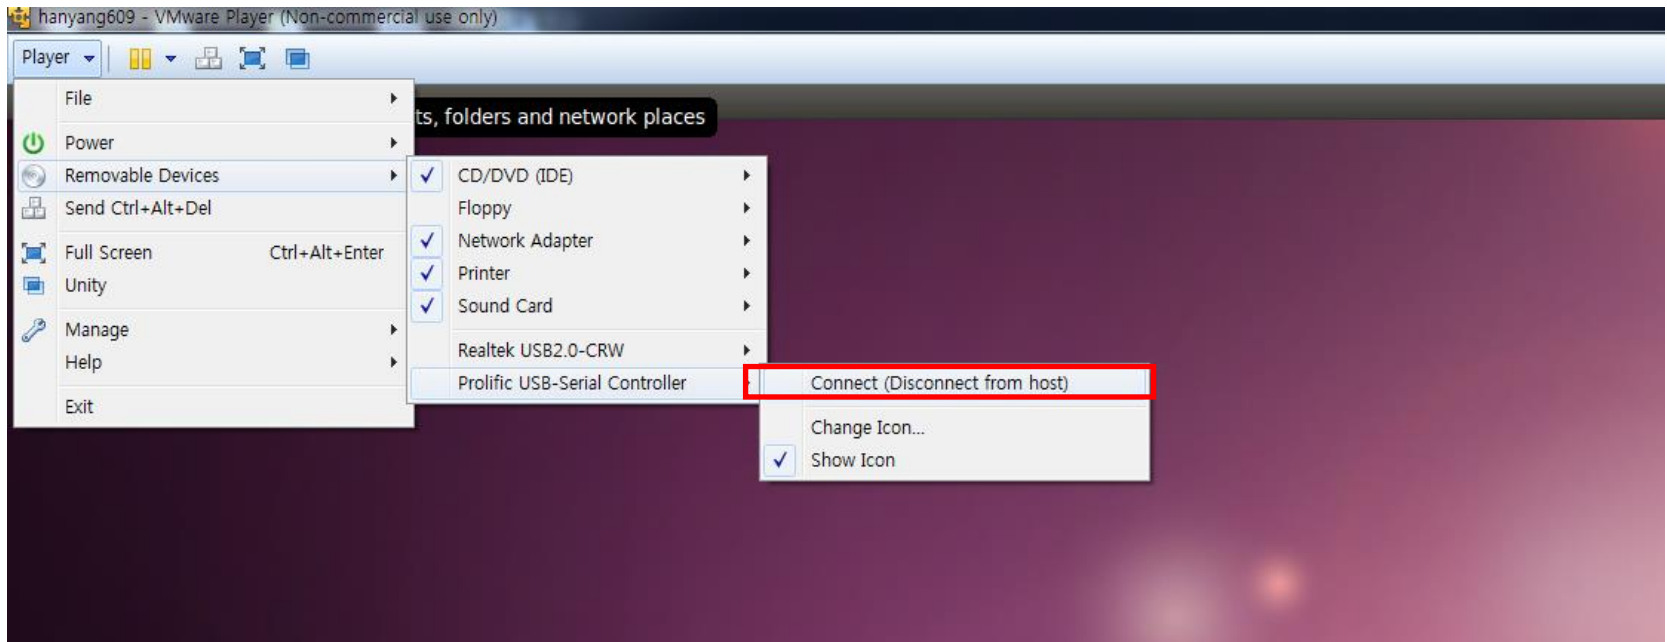 hanyang609 - VMware Player (Non-commercial use only)
Player
File
ts, folders and network places
Power
Removable Devices
CD/DVD (IDE)
Send Ctrl+Alt+Del
Floppy
Network Adapter
Full Screen Ctrl+Alt+Enter
Printer
Unity
Sound Card
Manage
Realtek USB2.0-CRW
Help
Prolific USB-Serial Controller
Connect (Disconnect from host)
Exit
Change Icon...
Show Icon